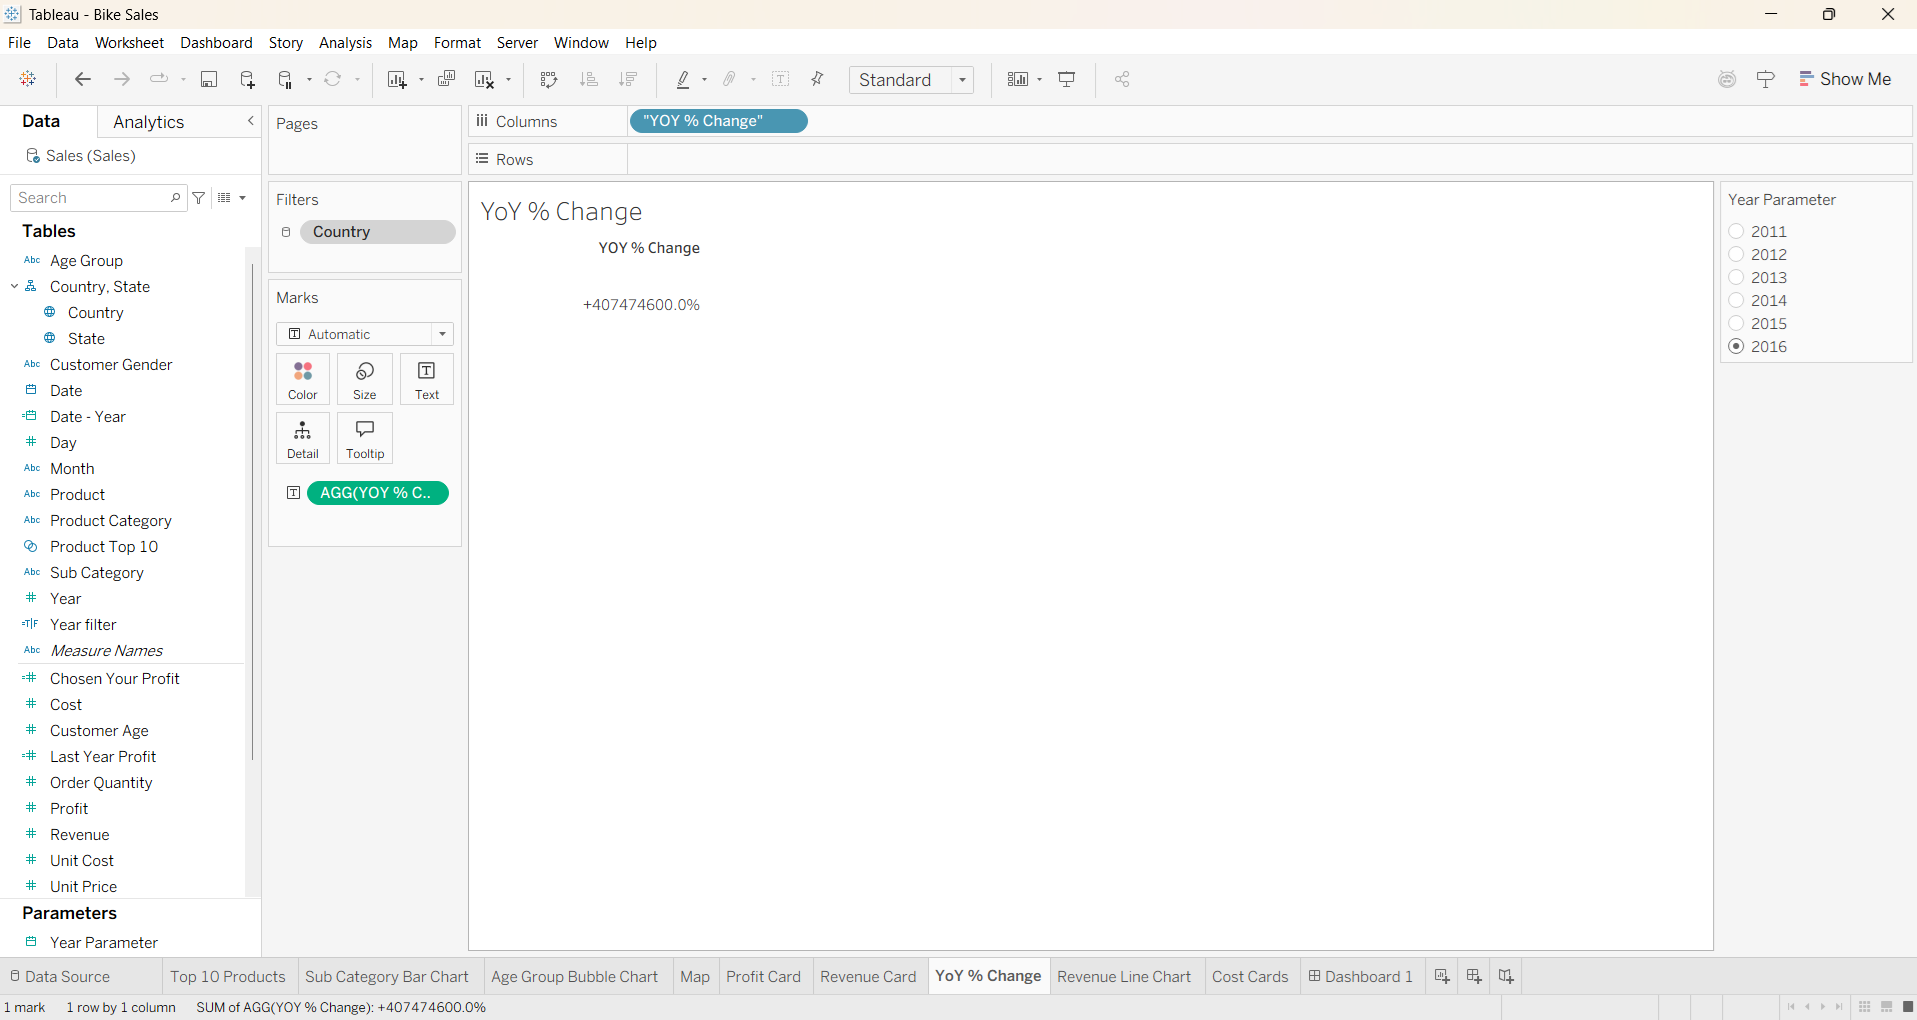 Tableau - Bike Sales
File Data Worksheet Dashboard Story Analysis Map Format Server Window Help
Standard
Show Me
Data
Analytics
Sales (Sales)
Search
Tables
Abc Age Group
Country, State
Country
State
Abc Customer Gender
Date
Date - Year
Day
Abc Month
Abc Product
Abc Product Category
Product Top 10
Abc Sub Category
# Year
=T|F Year filter
Abc Measure Names
=# Chosen Your Profit
# Cost
# Customer Age
=# Last Year Profit
# Order Quantity
# Profit
# Revenue
# Unit Cost
# Unit Price
Parameters
Year Parameter
Pages
Filters
Country
Marks
Automatic
Color
Size
Text
Detail
Tooltip
AGG(YOY % C..
Columns
"YOY % Change"
Rows
YoY % Change
YOY % Change
+407474600.0%
Year Parameter
2011
2012
2013
2014
2015
2016
Data Source Top 10 Products Sub Category Bar Chart Age Group Bubble Chart Map Profit Card Revenue Card YoY % Change Revenue Line Chart Cost Cards Dashboard 1
1 mark 1 row by 1 column SUM of AGG(YOY % Change): +407474600.0%